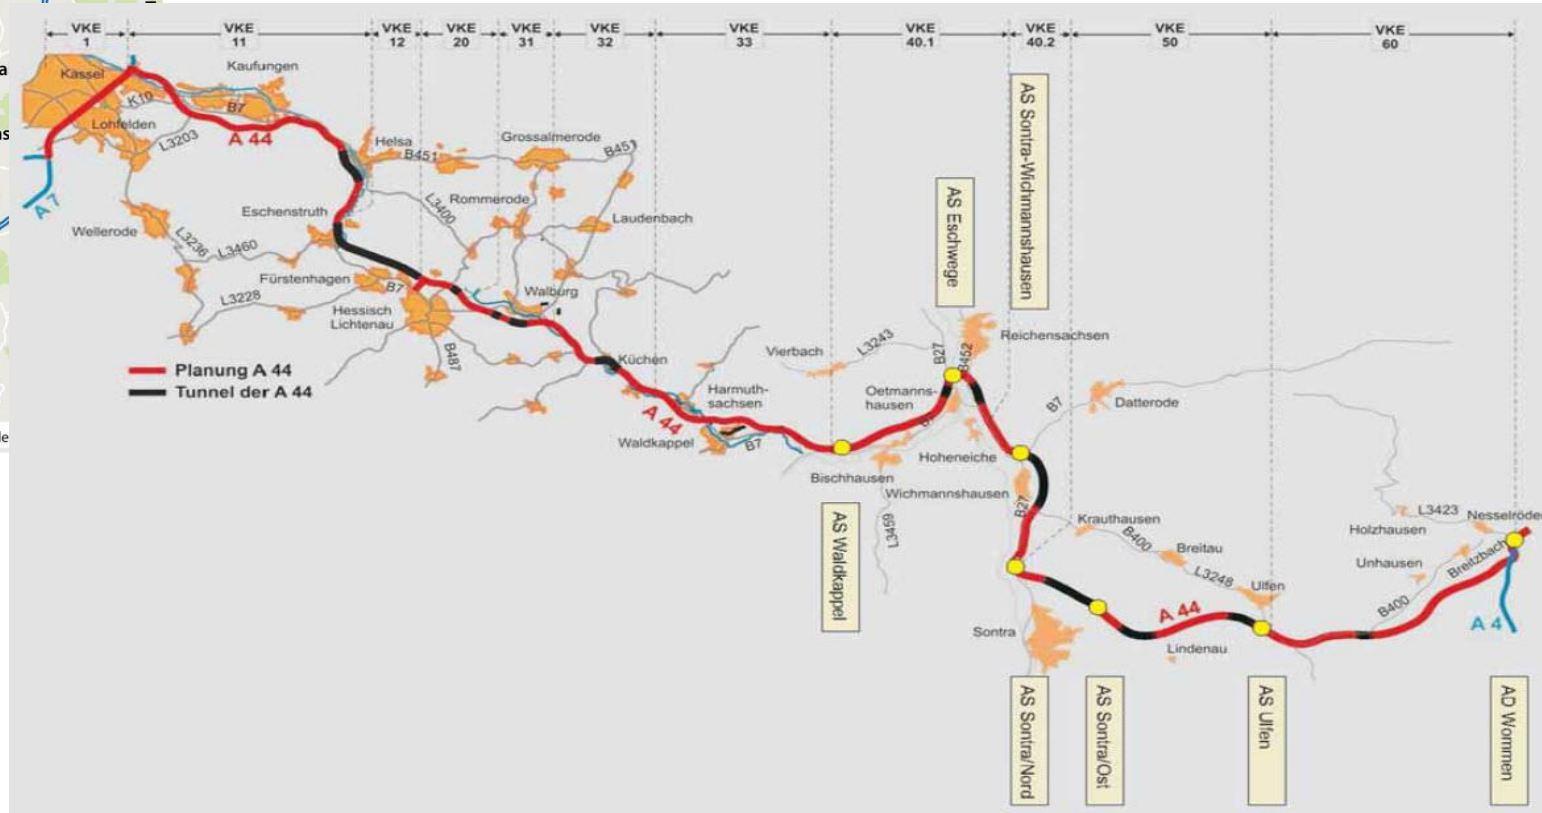 VKE VKE VKE VKE VKE VKE VKE VKE VKE VKE VKE
1 11 12 20 31 32 33 40.1 40.2 50 60
Kassel
Kaufungen
K10
B7
Lohfelden
L3203
A 44
Helsa
B451
Grossalmerode
B451
A 7
Eschenstruth
L3400
Rommerode
Laudenbach
Wellerode
L3236
L3460
Fürstenhagen
B7
L3228
Hessisch
Lichtenau
Walburg
B487
Küchen
Planung A 44
Tunnel der A 44
A 44
Harmuth-
sachsen
Waldkappel
B7
AS Eschwege
AS Sontra-Wichmannshausen
Vierbach
L3243
B27
B452
Reichensachsen
Oetmanns-
hausen
B7
Datterode
Hoheneiche
Bischhausen
Wichmannshausen
B27
L3459
AS Waldkappel
Krauthausen
B400
Breitau
L3248
Ulfen
L3423
Nesselröden
Holzhausen
Unhausen
Breitzbach
B400
A 44
A 4
Sontra
Lindenau
AS Sontra/Nord
AS Sontra/Ost
AS Ulfen
AD Wommen